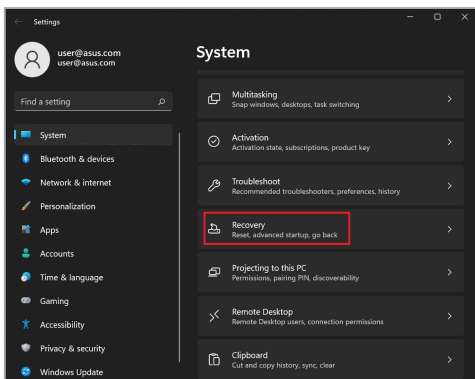 Settings
user@asus.com
user@asus.com
Find a setting
System
Bluetooth & devices
Network & internet
Personalization
Apps
Accounts
Time & language
Gaming
Accessibility
Privacy & security
Windows Update
System
Multitasking
Snap windows, desktops, task switching
Activation
Activation state, subscriptions, product key
Troubleshoot
Recommended troubleshooters, preferences, history
Recovery
Reset, advanced startup, go back
Projecting to this PC
Permissions, pairing PIN, discoverability
Remote Desktop
Remote Desktop users, connection permissions
Clipboard
Cut and copy history, sync, clear